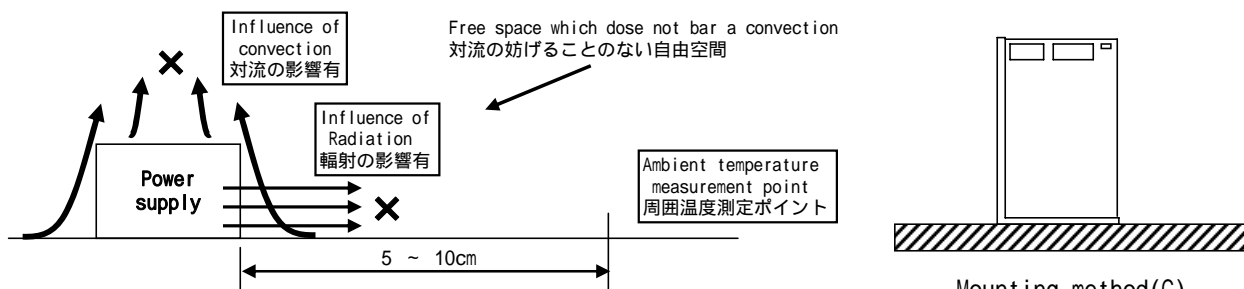 Influence of
convection
対流の影響有
Free space which dose not bar a convection
対流の妨げることのない自由空間
Influence of
Radiation
輻射の影響有
Power
supply
Ambient temperature
measurement point
周囲温度測定ポイント
5 ~ 10cm
Mounting method(C)